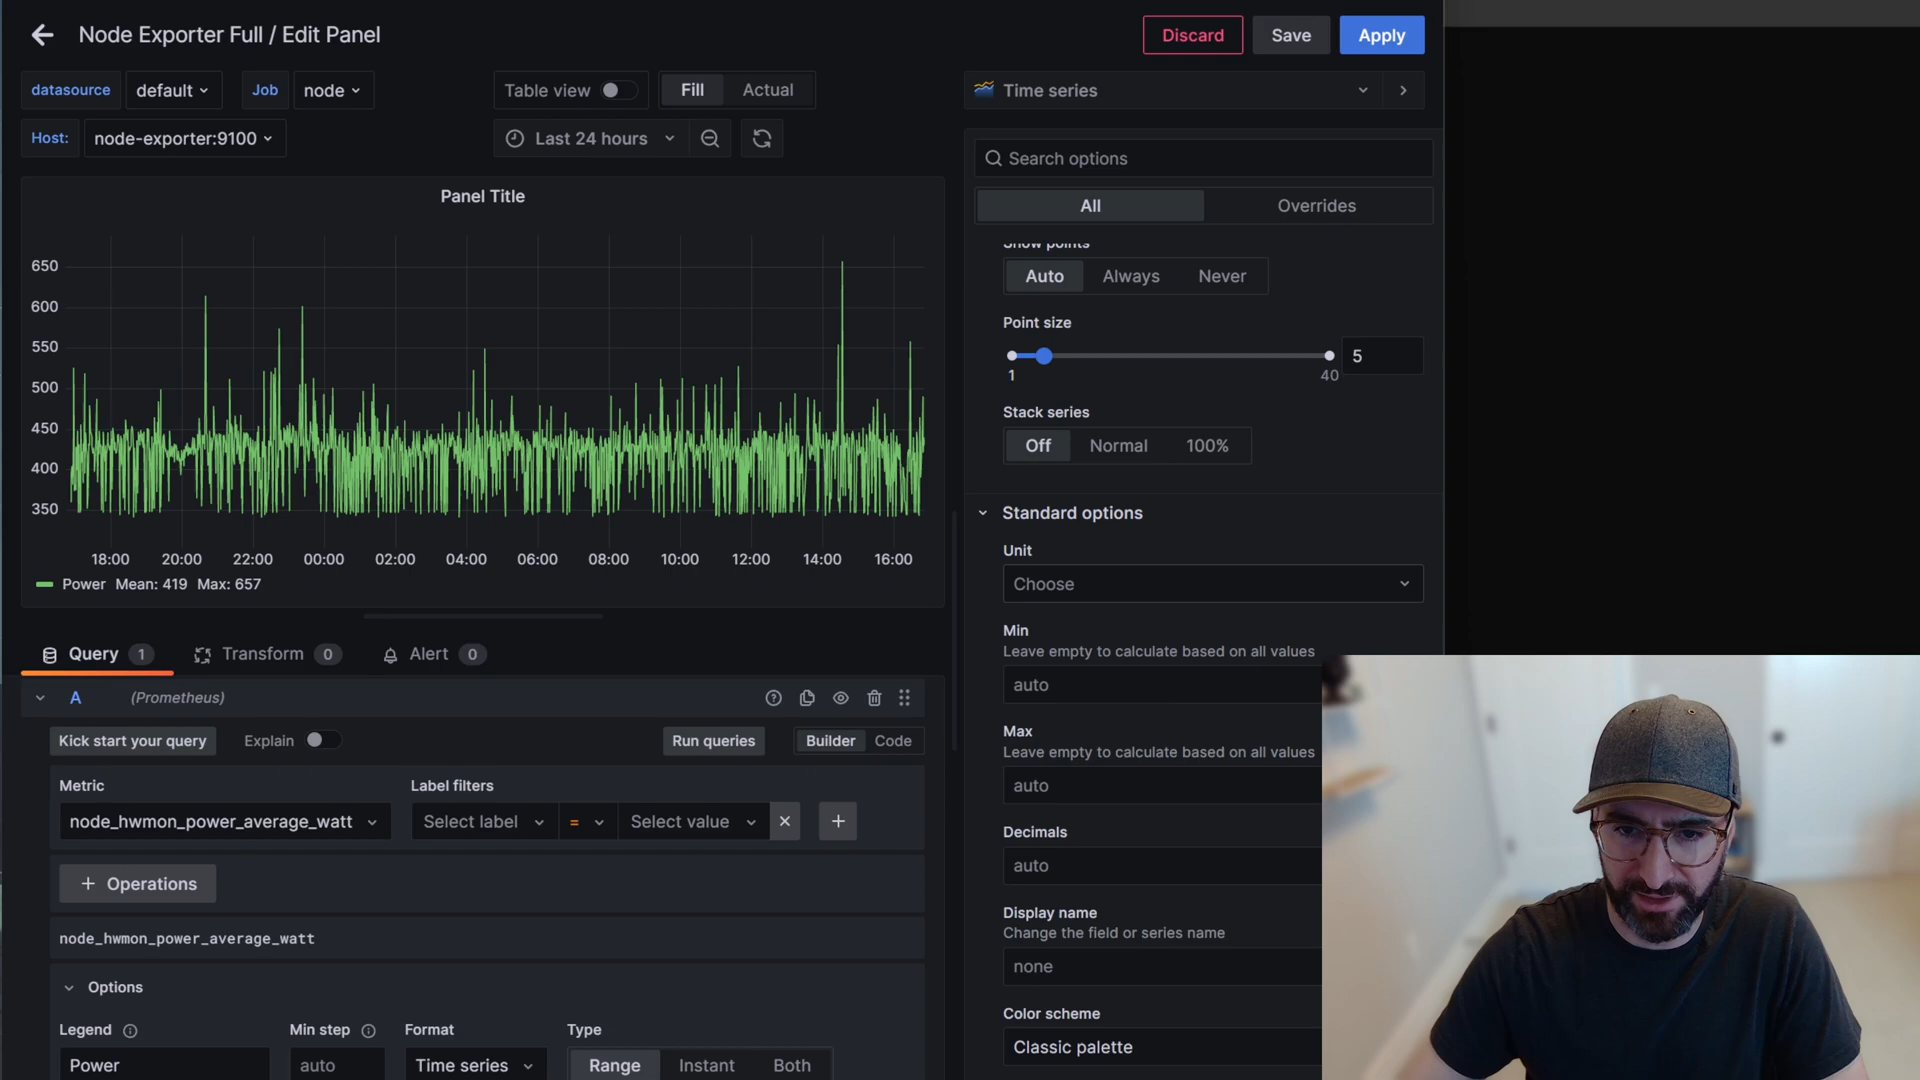 Node Exporter Full / Edit Panel
Discard Save Apply
datasource default Job node
Table view Fill Actual
Time series
Host: node-exporter:9100
Last 24 hours
Search options
All Overrides
Panel Title
650
600
550
500
450
400
350
18:00 20:00 22:00 00:00 02:00 04:00 06:00 08:00 10:00 12:00 14:00 16:00
Power Mean: 419 Max: 657
Show points
Auto Always Never
Point size
5
1 40
Stack series
Off Normal 100%
Standard options
Unit
Choose
Min
Leave empty to calculate based on all values
auto
Max
Leave empty to calculate based on all values
auto
Decimals
auto
Display name
Change the field or series name
none
Color scheme
Classic palette
Query 1 Transform 0 Alert 0
A (Prometheus)
Kick start your query Explain Run queries Builder Code
Metric Label filters
node_hwmon_power_average_watt Select label = Select value
+ Operations
node_hwmon_power_average_watt
Options
Legend Min step Format Type
Power auto Time series Range Instant Both